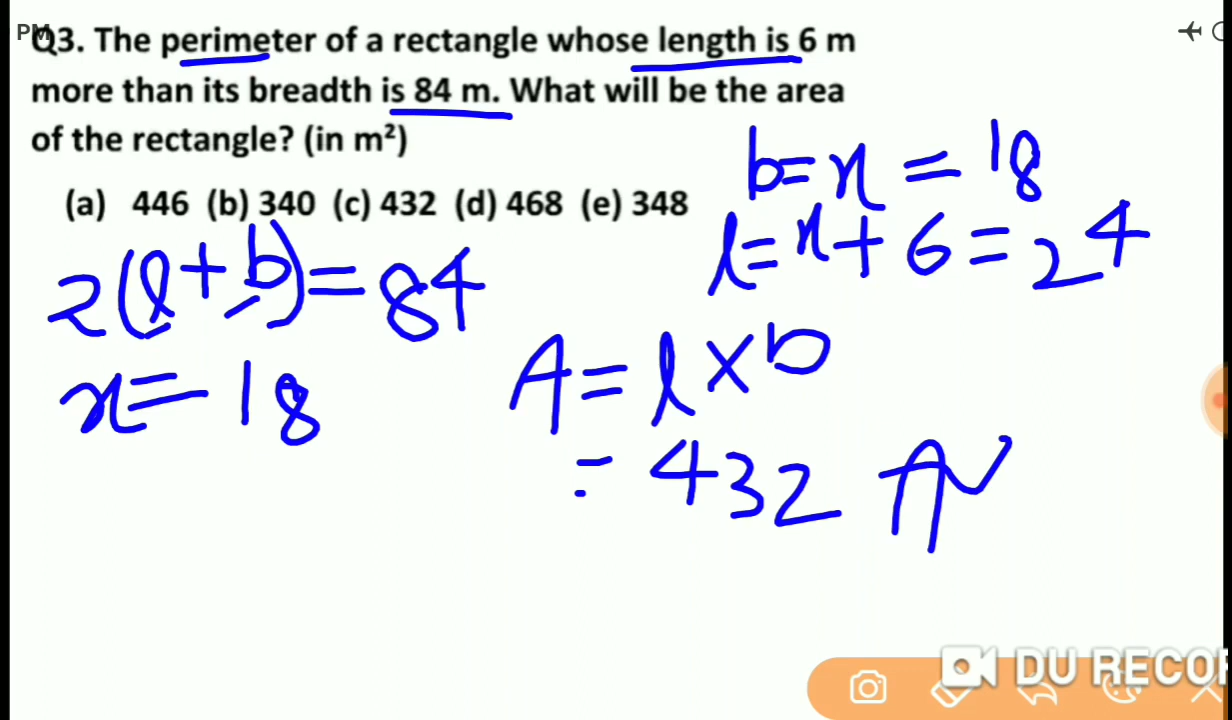 PM
Q3. The perimeter of a rectangle whose length is 6 m
more than its breadth is 84 m. What will be the area
of the rectangle? (in m²)
(a) 446 (b) 340 (c) 432 (d) 468 (e) 348
b = x = 18
l = x + 6 = 24
2(l + b) = 84
x = 18
A = l × b
= 432
DU RECOR